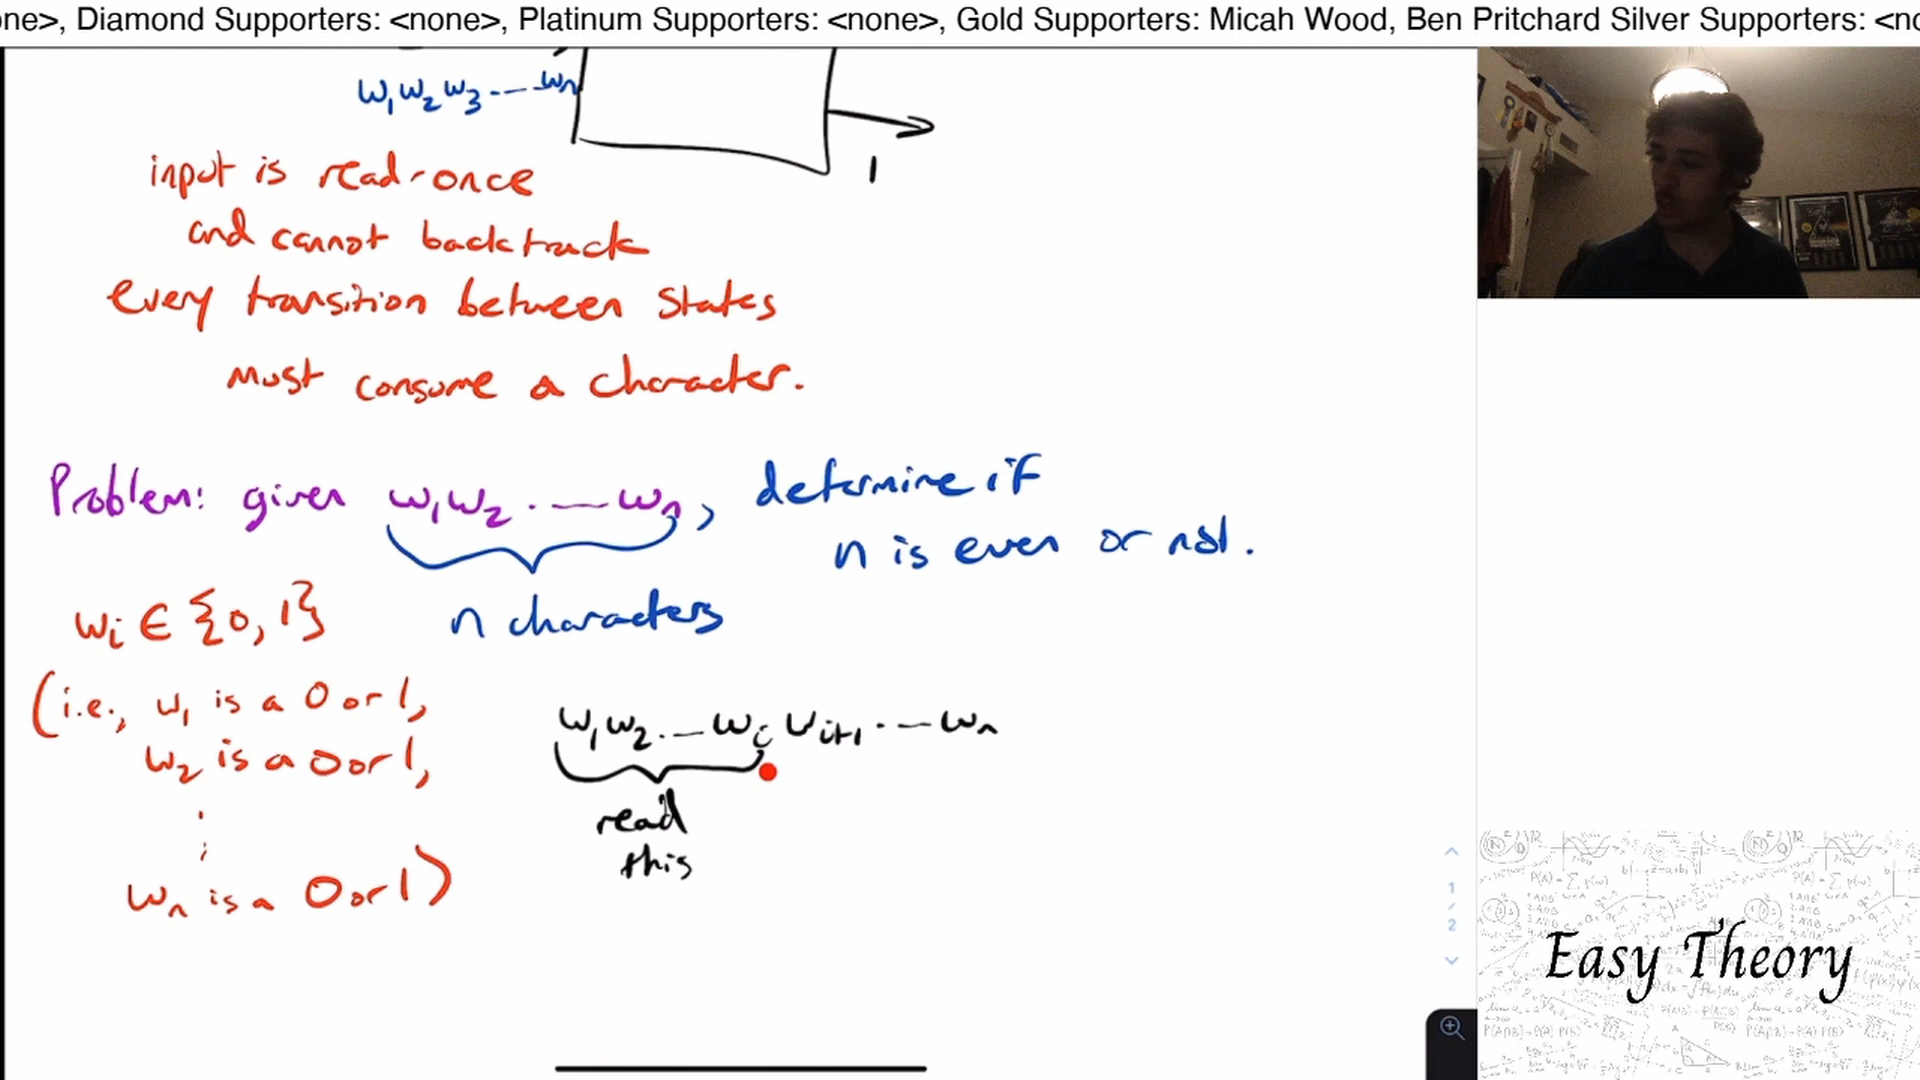 ne>, Diamond Supporters: <none>, Platinum Supporters: <none>, Gold Supporters: Micah Wood, Ben Pritchard Silver Supporters: <no
w₁w₂w₃...—wₙ
1
input is read-once
and cannot backtrack
every transition between states
must consume a character.
Problem: given w₁w₂.—wₙ, determine if
n is even or not.
wᵢ ∈ {0,1}
n characters
(i.e., w₁ is a 0 or 1,
w₂ is a 0 or 1,
wₙ is a 0 or 1)
w₁w₂.—wᵢ wᵢ₊₁.—wₙ
read
this
1
2
Easy Theory